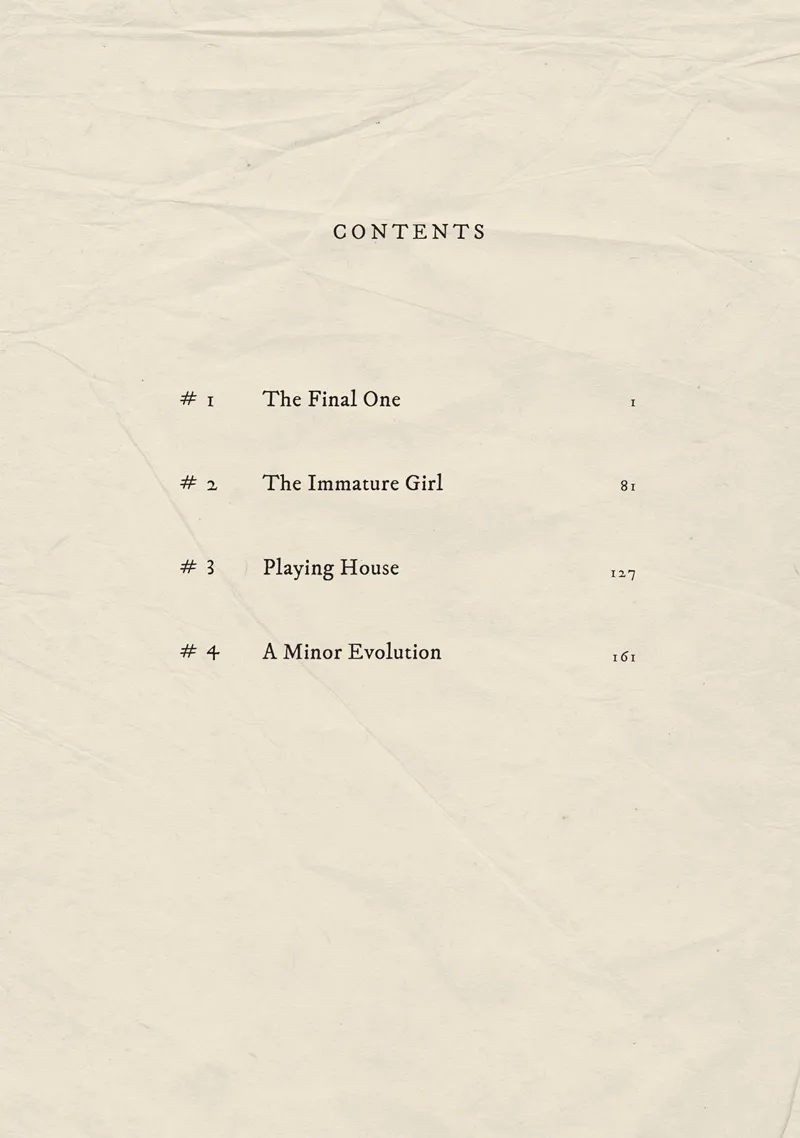 CONTENTS
# 1 The Final One 1
# 2 The Immature Girl 81
# 3 Playing House 127
# 4 A Minor Evolution 161